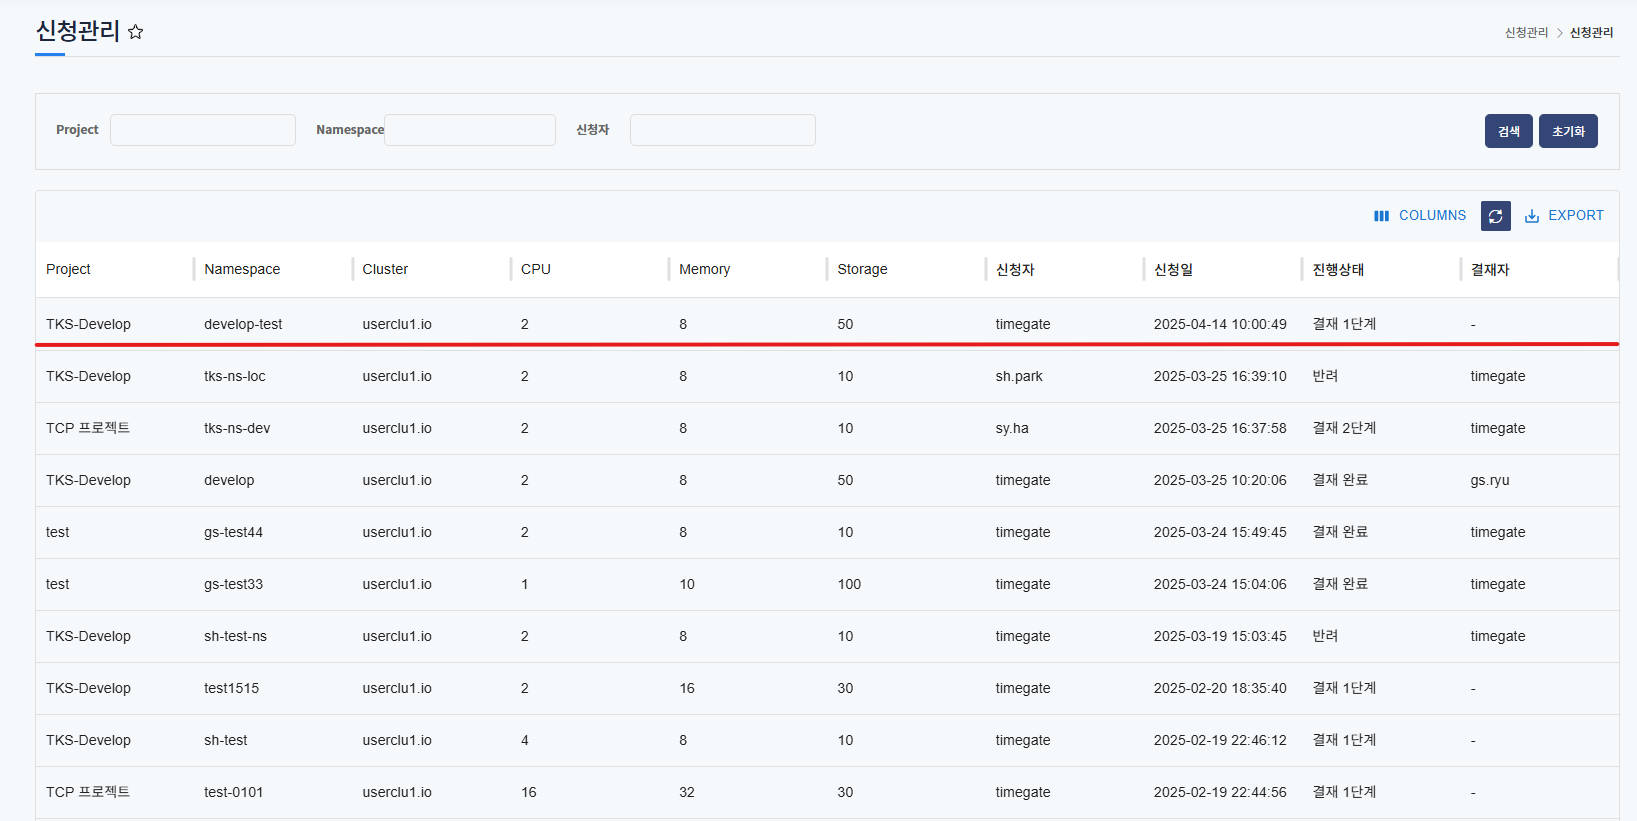 신청관리
신청관리 > 신청관리
Project Namespace 신청자 검색 초기화
COLUMNS EXPORT
Project Namespace Cluster CPU Memory Storage 신청자 신청일 진행상태 결재자
TKS-Develop develop-test userclu1.io 2 8 50 timegate 2025-04-14 10:00:49 결재 1단계 -
TKS-Develop tks-ns-loc userclu1.io 2 8 10 sh.park 2025-03-25 16:39:10 반려 timegate
TCP 프로젝트 tks-ns-dev userclu1.io 2 8 10 sy.ha 2025-03-25 16:37:58 결재 2단계 timegate
TKS-Develop develop userclu1.io 2 8 50 timegate 2025-03-25 10:20:06 결재 완료 gs.ryu
test gs-test44 userclu1.io 2 8 10 timegate 2025-03-24 15:49:45 결재 완료 timegate
test gs-test33 userclu1.io 1 10 100 timegate 2025-03-24 15:04:06 결재 완료 timegate
TKS-Develop sh-test-ns userclu1.io 2 8 10 timegate 2025-03-19 15:03:45 반려 timegate
TKS-Develop test1515 userclu1.io 2 16 30 timegate 2025-02-20 18:35:40 결재 1단계 -
TKS-Develop sh-test userclu1.io 4 8 10 timegate 2025-02-19 22:46:12 결재 1단계 -
TCP 프로젝트 test-0101 userclu1.io 16 32 30 timegate 2025-02-19 22:44:56 결재 1단계 -